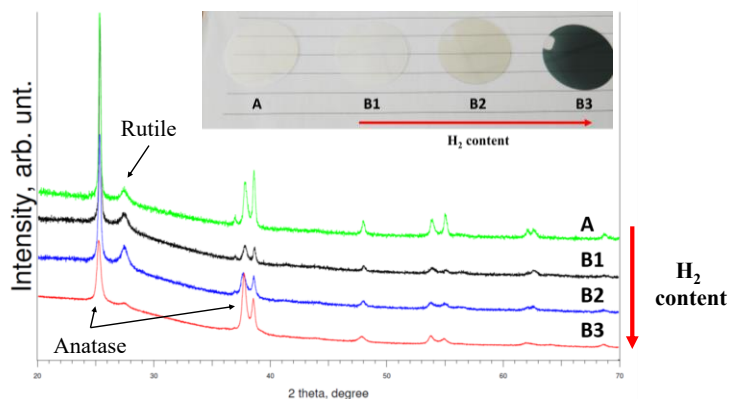 A
B1
B2
B3
H2 content
Rutile
Intensity, arb. unt.
A
B1
B2
B3
H2
content
Anatase
20
30
40
50
60
70
2 theta, degree